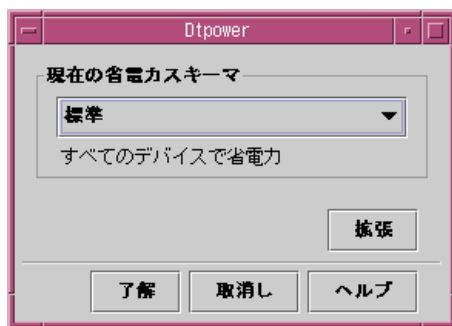 Dtpower
現在の省電力スキーマ
標準
すべてのデバイスで省電力
拡張
了解
取消し
ヘルプ